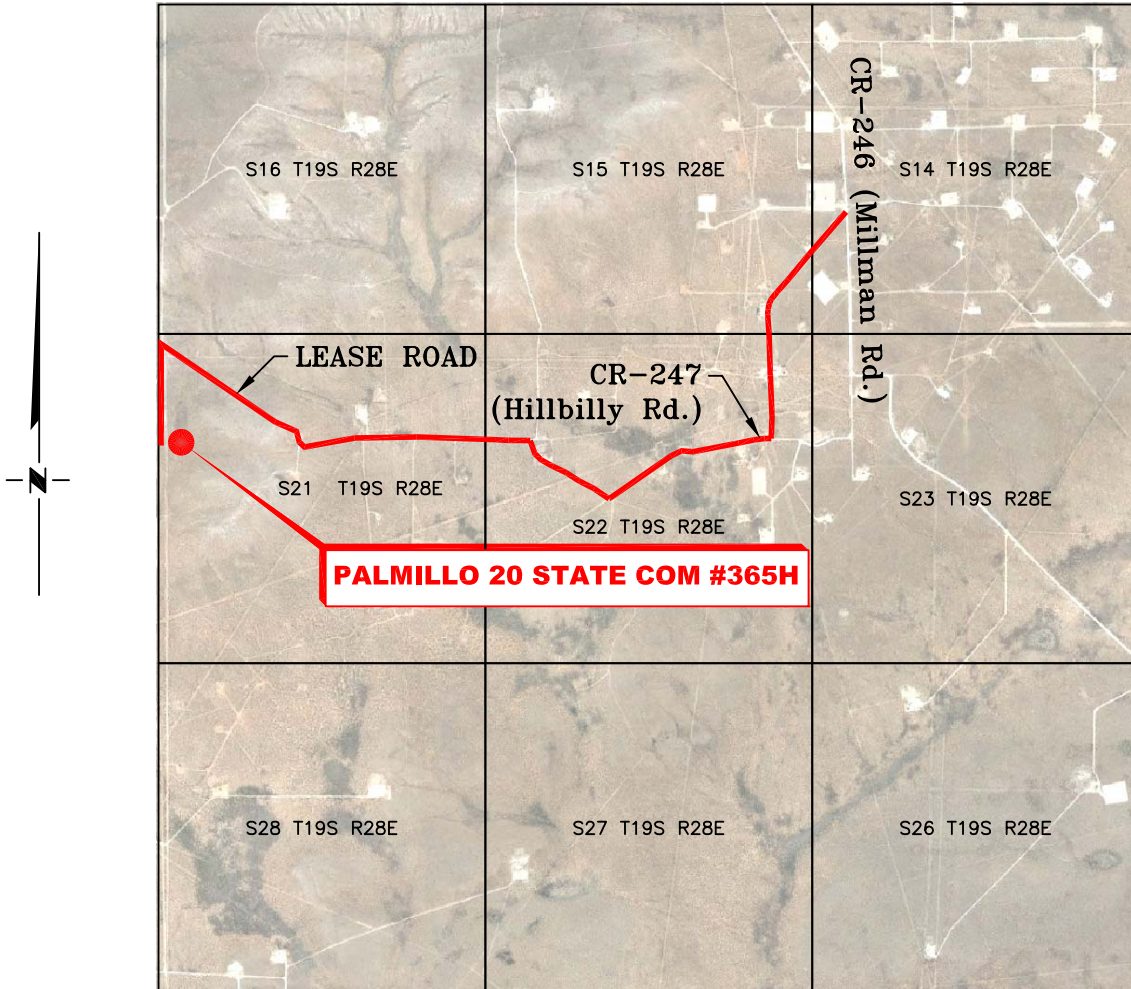 S16 T19S R28E
S15 T19S R28E
S14 T19S R28E
CR-246 (Millman Rd.)
LEASE ROAD
CR-247
(Hillbilly Rd.)
S21 T19S R28E
S22 T19S R28E
S23 T19S R28E
N
PALMILLO 20 STATE COM #365H
S28 T19S R28E
S27 T19S R28E
S26 T19S R28E